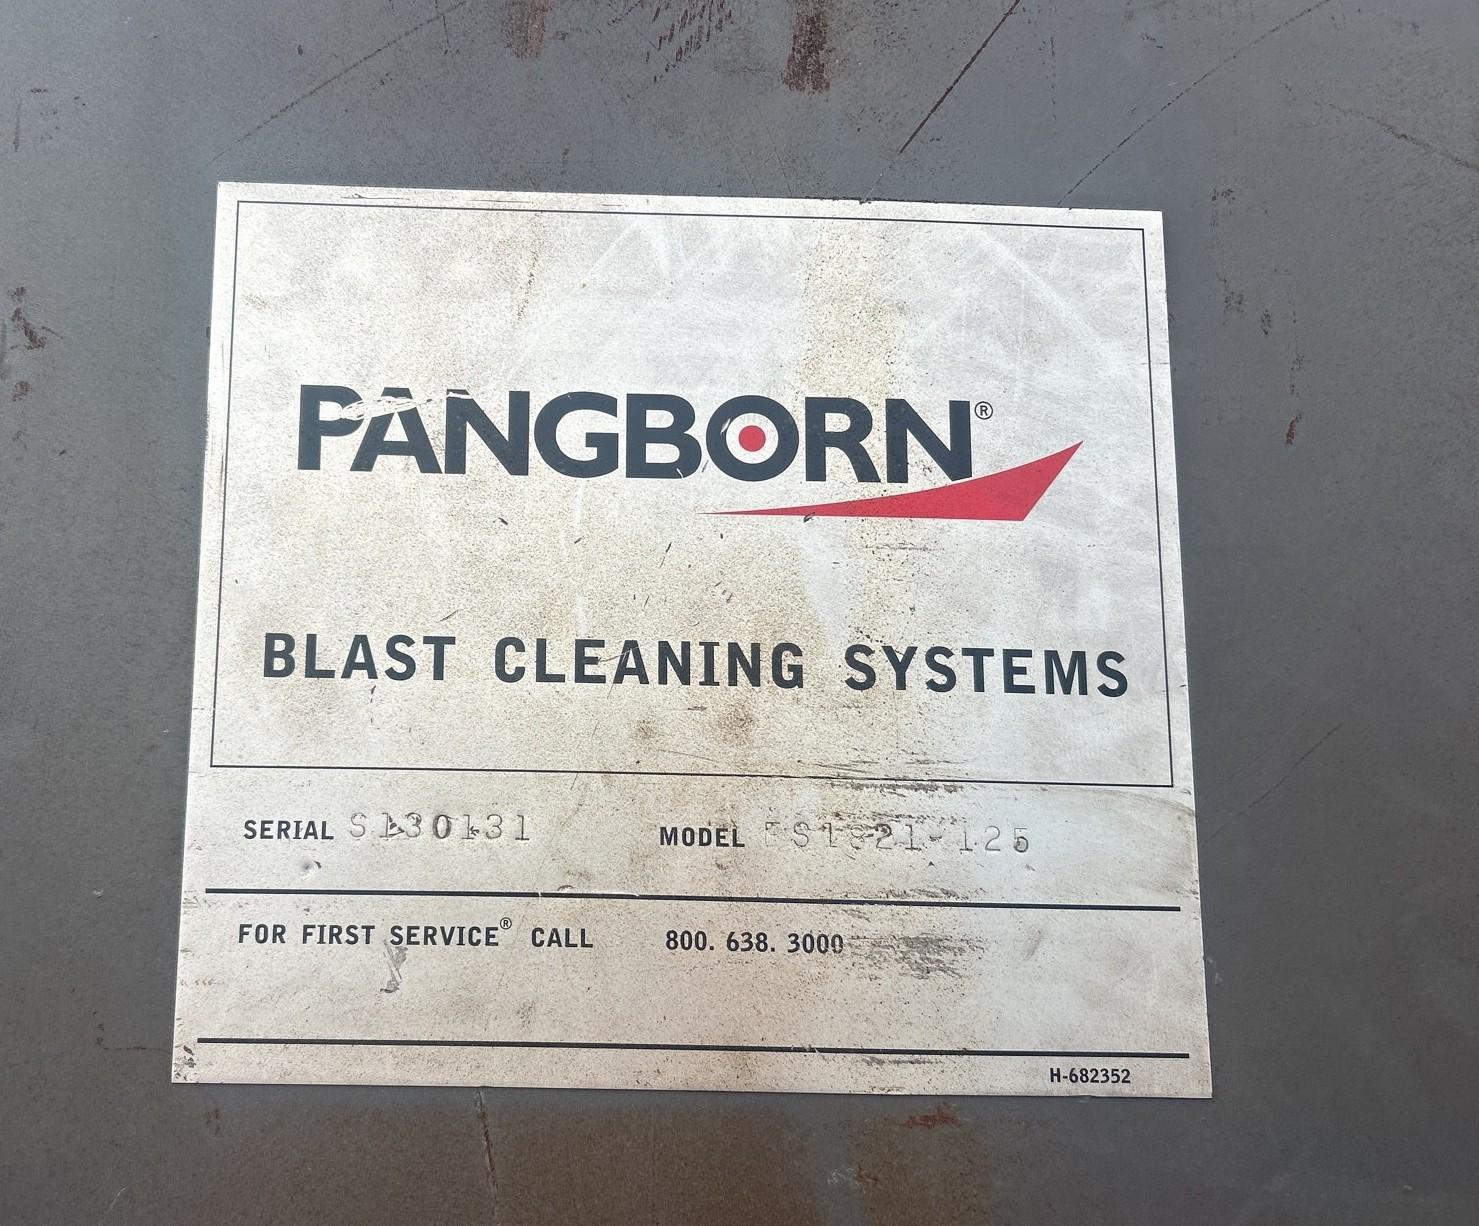 PANGBORN®
BLAST CLEANING SYSTEMS
SERIAL S130131 MODEL
FOR FIRST SERVICE® CALL 800. 638. 3000
H-682352